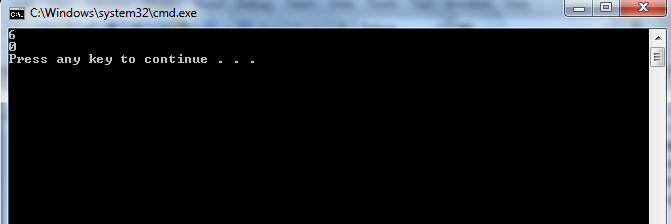 C:\Windows\system32\cmd.exe
6
0
Press any key to continue . . .